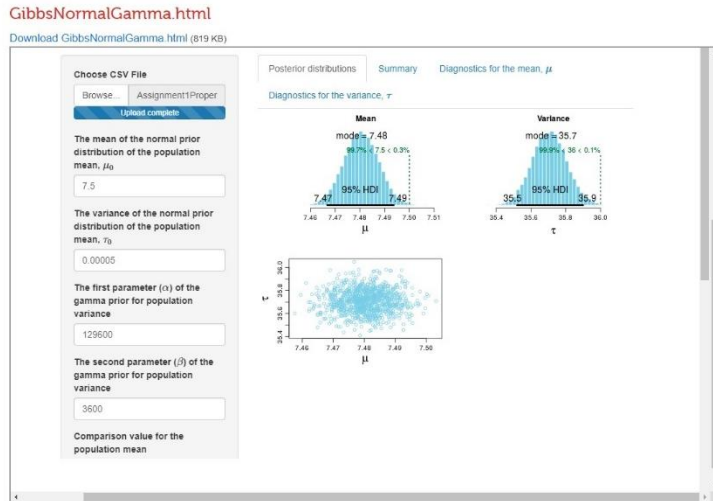 GibbsNormalGamma.html
Download GibbsNormalGamma.html (819 KB)
Choose CSV File
Browse... Assignment1Proper
Upload complete
The mean of the normal prior
distribution of the population
mean, μ0
7.5
The variance of the normal prior
distribution of the population
mean, τ0
0.00005
The first parameter (α) of the
gamma prior for population
variance
129600
The second parameter (β) of the
gamma prior for population
variance
3600
Comparison value for the
population mean
Posterior distributions Summary Diagnostics for the mean, μ
Diagnostics for the variance, τ
Mean
mode = 7.48
99.7% < 7.5 < 0.3%
95% HDI
7.47 7.49
7.46 7.47 7.48 7.49 7.50 7.51
μ
Variance
mode = 35.7
99.9% < 36 < 0.1%
95% HDI
35.5 35.9
35.4 35.6 35.8 36.0
τ
τ
35.4 35.6 35.8 36.0
7.46 7.47 7.48 7.49 7.50
μ